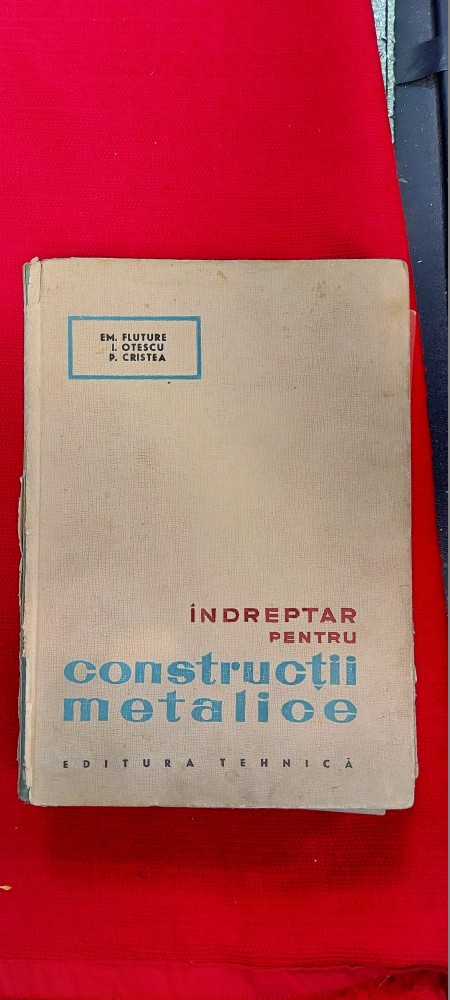 EM. FLUTURE
I. OTESCU
P. CRISTEA
ÎNDREPTAR
PENTRU
construcții
metalice
EDITURA TEHNICĂ